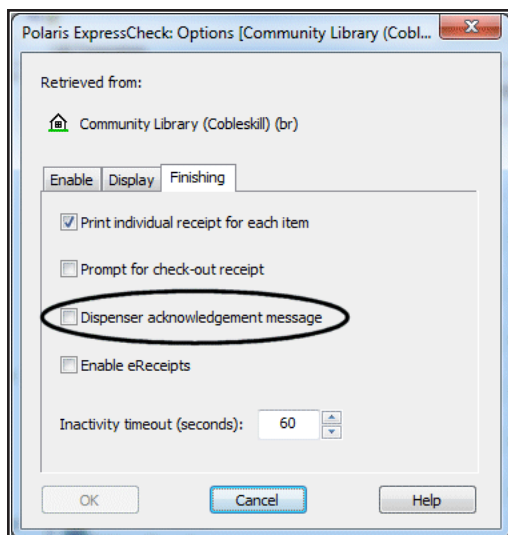 Polaris ExpressCheck: Options [Community Library (Cobl...
Retrieved from:
Community Library (Cobleskill) (br)
Enable Display Finishing
Print individual receipt for each item
Prompt for check-out receipt
Dispenser acknowledgement message
Enable eReceipts
Inactivity timeout (seconds): 60
OK Cancel Help